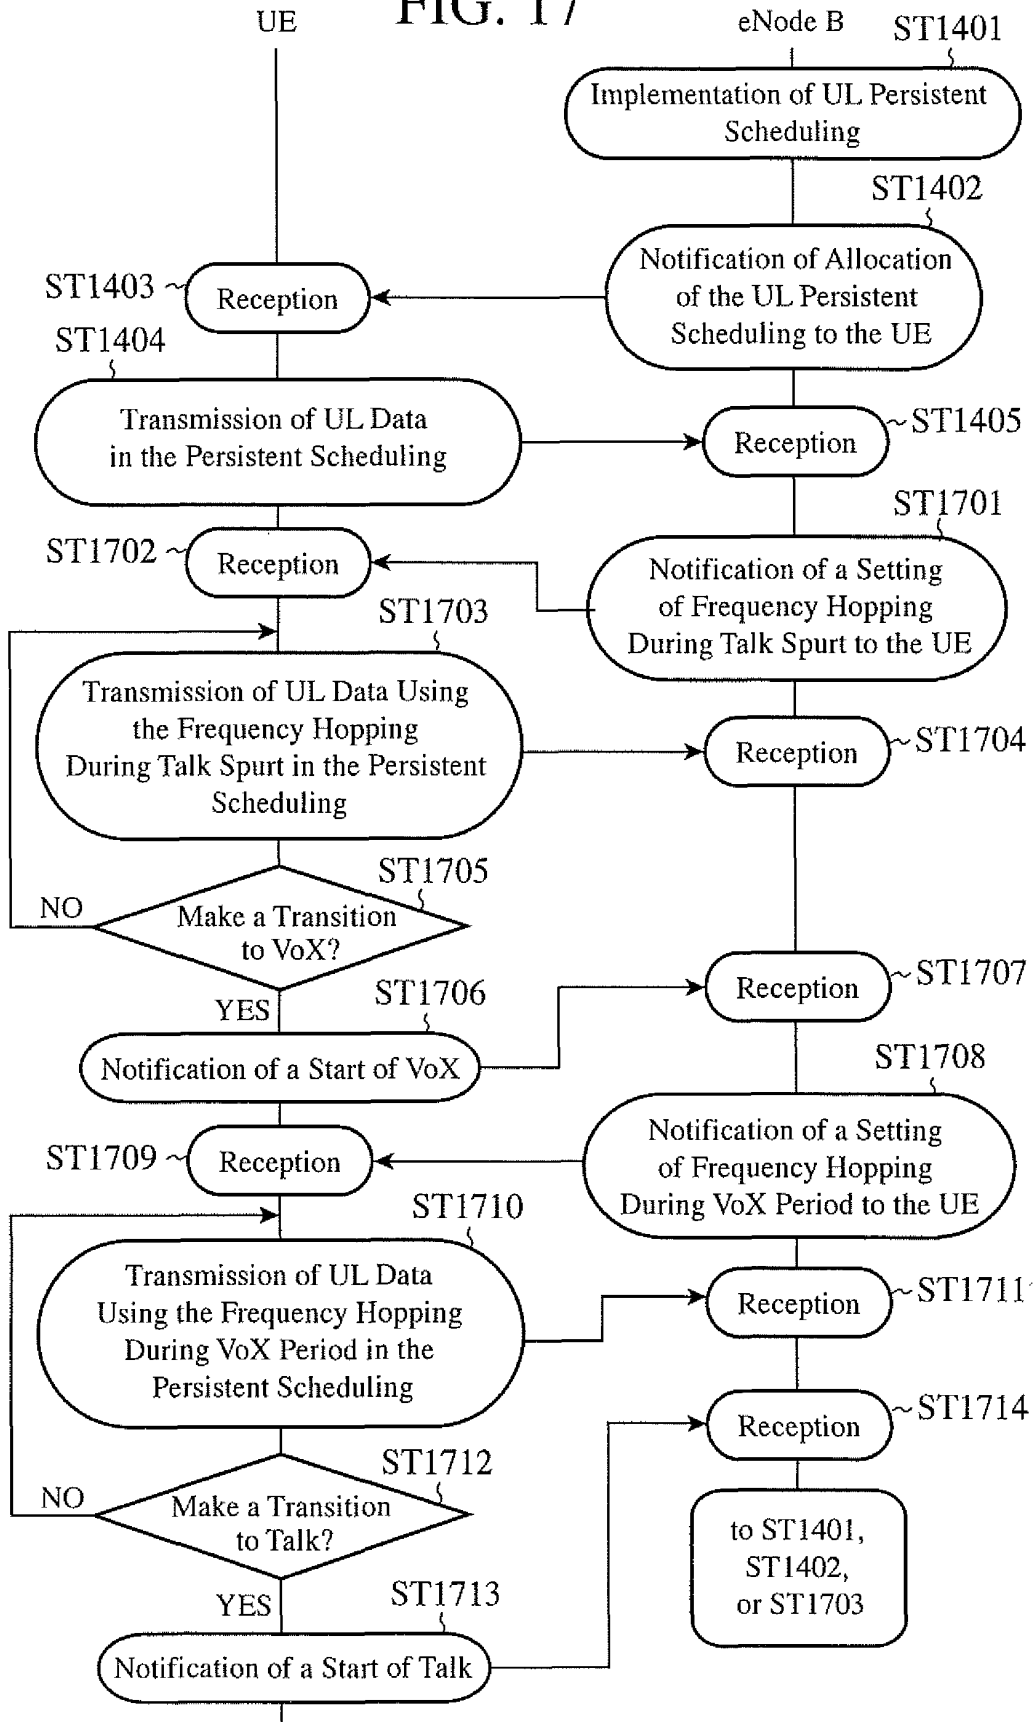 FIG. 17
UE
eNode B
ST1401
Implementation of UL Persistent
Scheduling
ST1402
Notification of Allocation
of the UL Persistent
Scheduling to the UE
ST1403
Reception
ST1404
Transmission of UL Data
in the Persistent Scheduling
Reception
ST1405
ST1701
Notification of a Setting
of Frequency Hopping
During Talk Spurt to the UE
ST1702
Reception
ST1703
Transmission of UL Data Using
the Frequency Hopping
During Talk Spurt in the Persistent
Scheduling
Reception
ST1704
ST1705
NO
Make a Transition
to VoX?
YES
ST1706
Notification of a Start of VoX
Reception
ST1707
ST1708
Notification of a Setting
of Frequency Hopping
During VoX Period to the UE
ST1709
Reception
ST1710
Transmission of UL Data
Using the Frequency Hopping
During VoX Period in the
Persistent Scheduling
Reception
ST1711
ST1712
NO
Make a Transition
to Talk?
YES
ST1713
Notification of a Start of Talk
Reception
ST1714
to ST1401,
ST1402,
or ST1703